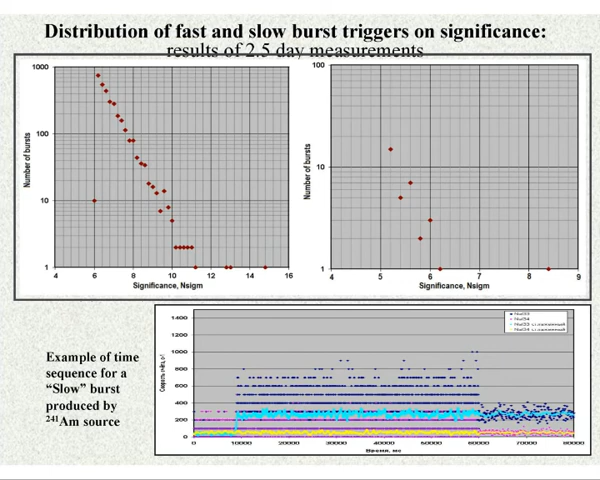 Distribution of fast and slow burst triggers on significance:
results of 2.5 day measurements
1000
100
10
1
Number of bursts
4 6 8 10 12 14 16
Significance, Nsigm
100
10
1
Number of bursts
4 5 6 7 8 9
Significance, Nsigm
Example of time
sequence for a
“Slow” burst
produced by
241Am source
1400
1200
1000
800
600
400
200
0
0 10000 20000 30000 40000 50000 60000 70000 80000
Время, мс